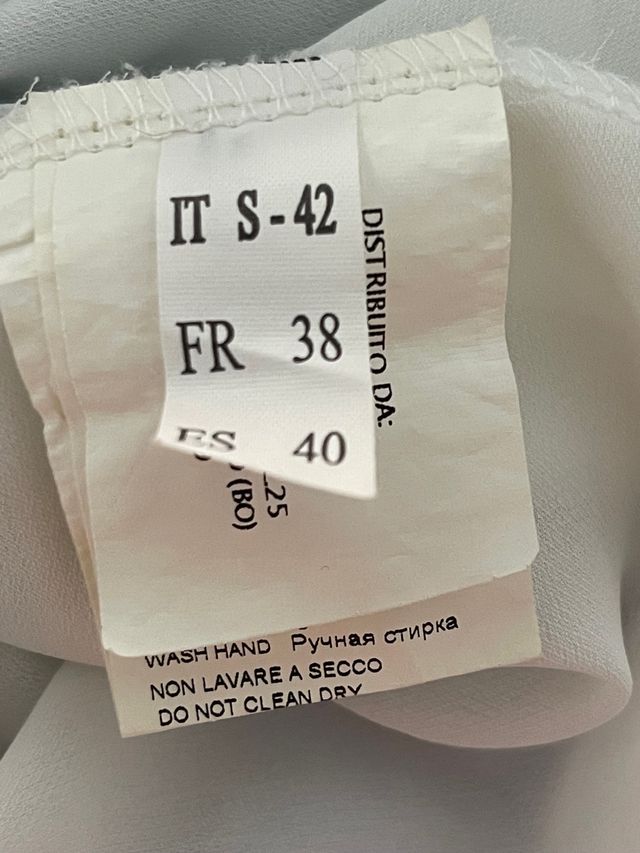 IT S-42
FR 38
ES 40
DISTRIBUITO DA:
25
(BO)
WASH HAND Ручная стирка
NON LAVARE A SECCO
DO NOT CLEAN DRY